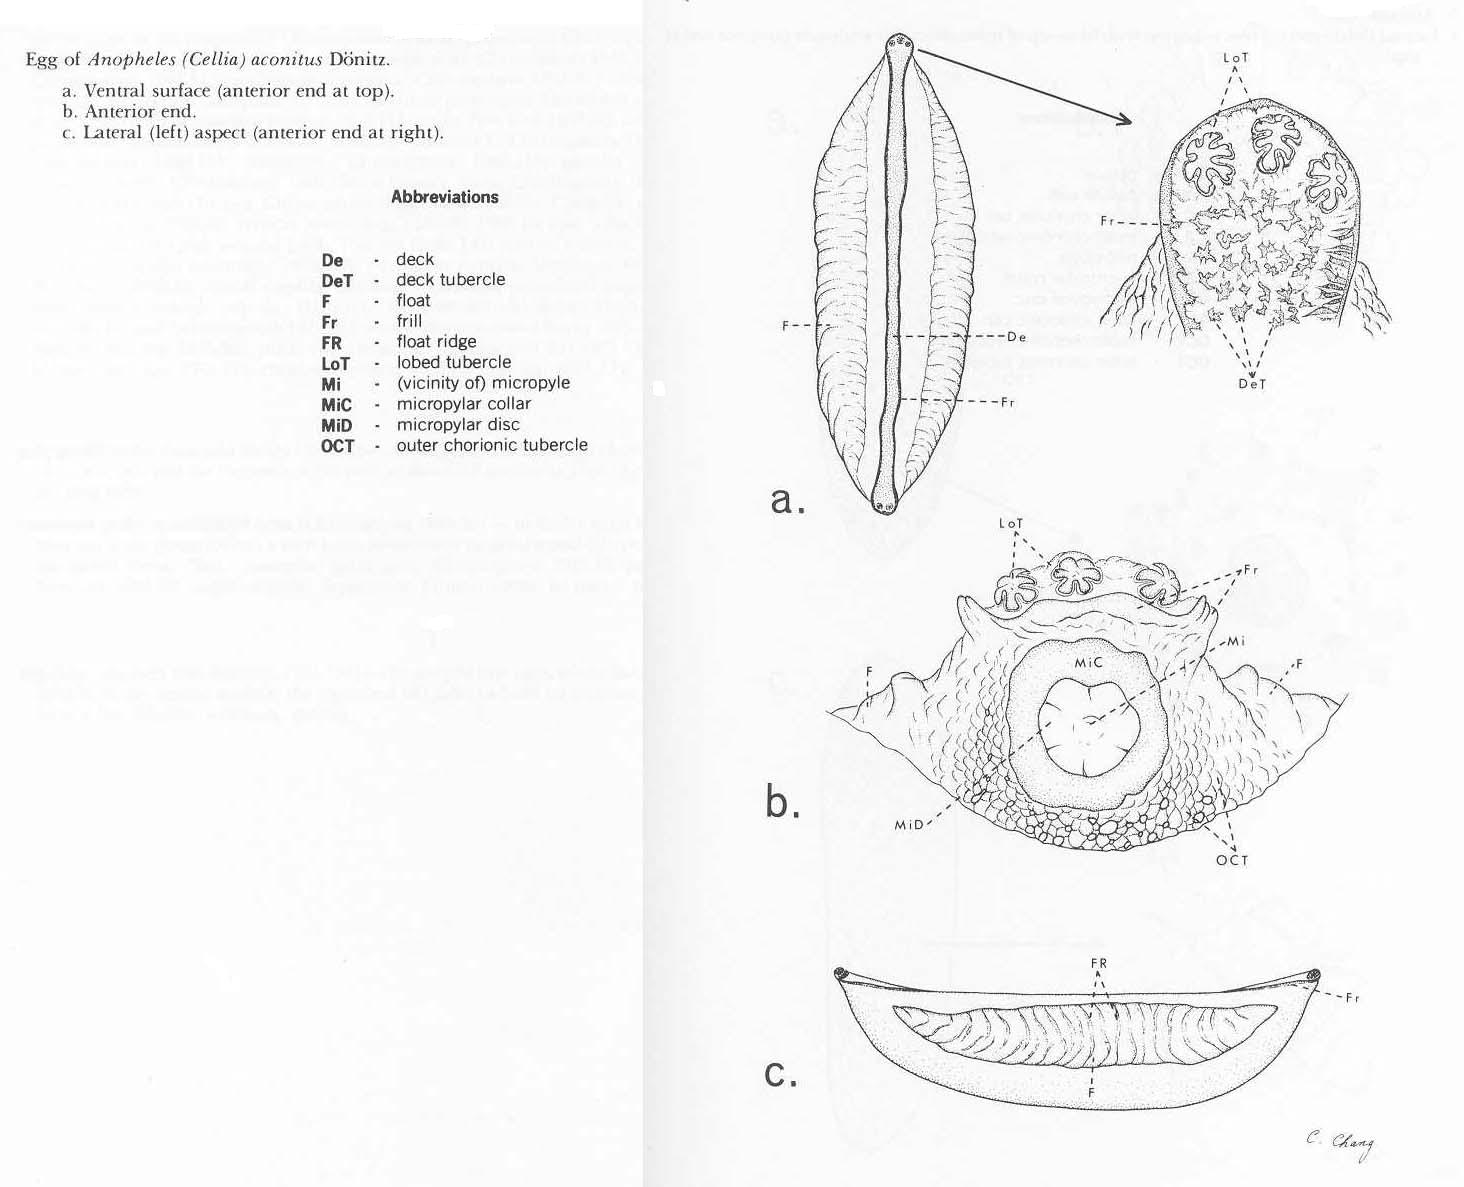 Egg of Anopheles (Cellia) aconitus Dönitz.
a. Ventral surface (anterior end at top).
b. Anterior end.
c. Lateral (left) aspect (anterior end at right).
Abbreviations
De - deck
DeT - deck tubercle
F - float
Fr - frill
FR - float ridge
LoT - lobed tubercle
Mi - (vicinity of) micropyle
MiC - micropylar collar
MiD - micropylar disc
OCT - outer chorionic tubercle
LoT
Fr
F
De
DeT
Fr
a.
LoT
Fr
Mi
MiC
F
F
b.
MiD
OCT
FR
Fr
c.
F
C. Chang